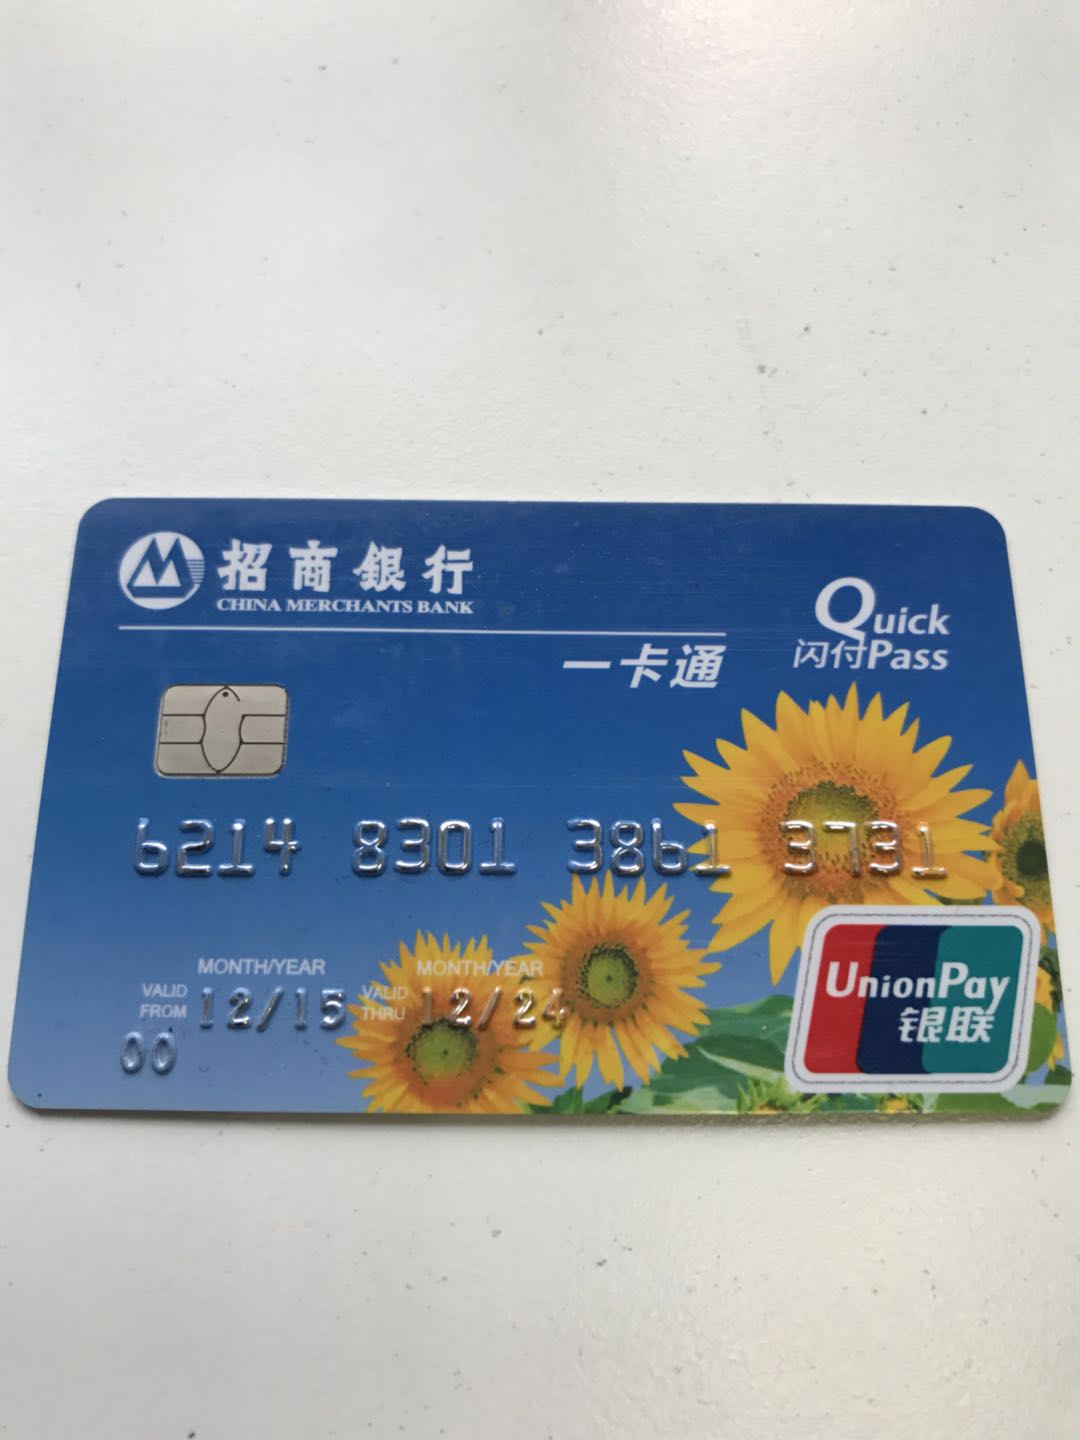 招商銀行
CHINA MERCHANTS BANK
一卡通
Quick
闪付Pass
6214 8301 3861 3731
MONTH/YEAR MONTH/YEAR
VALID FROM 12/15 VALID THRU 12/24
00
UnionPay
银联